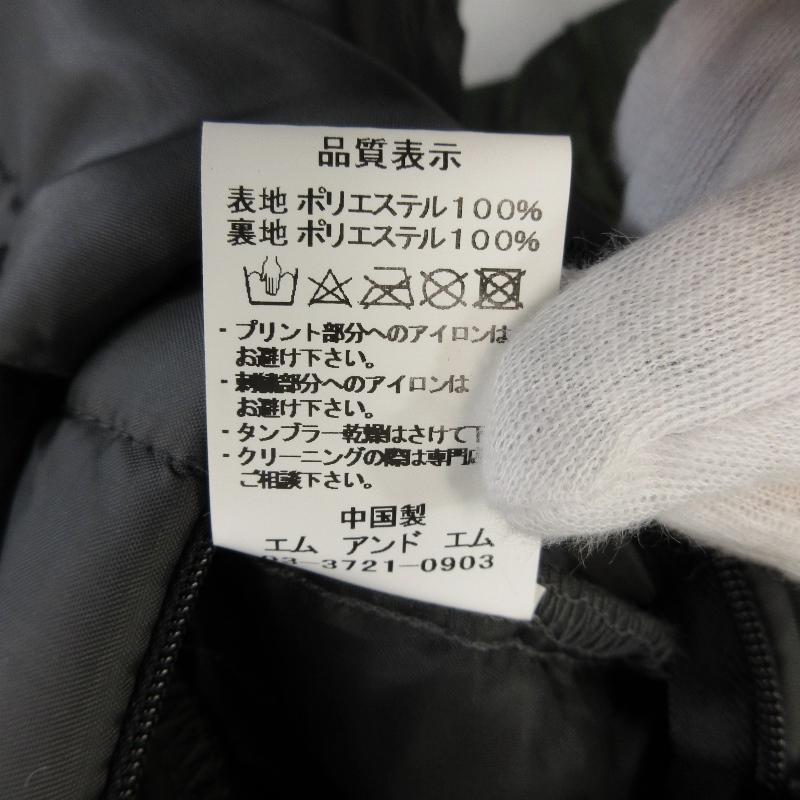 品質表示
表地 ポリエステル100%
裏地 ポリエステル100%
・プリント部分へのアイロンは
お避け下さい。
・刺繍部分へのアイロンは
お避け下さい。
・タンブラー乾燥はさけて下
・クリーニングの際は専門店
ご相談下さい。
中国製
エム アンド エム
03-3721-0903